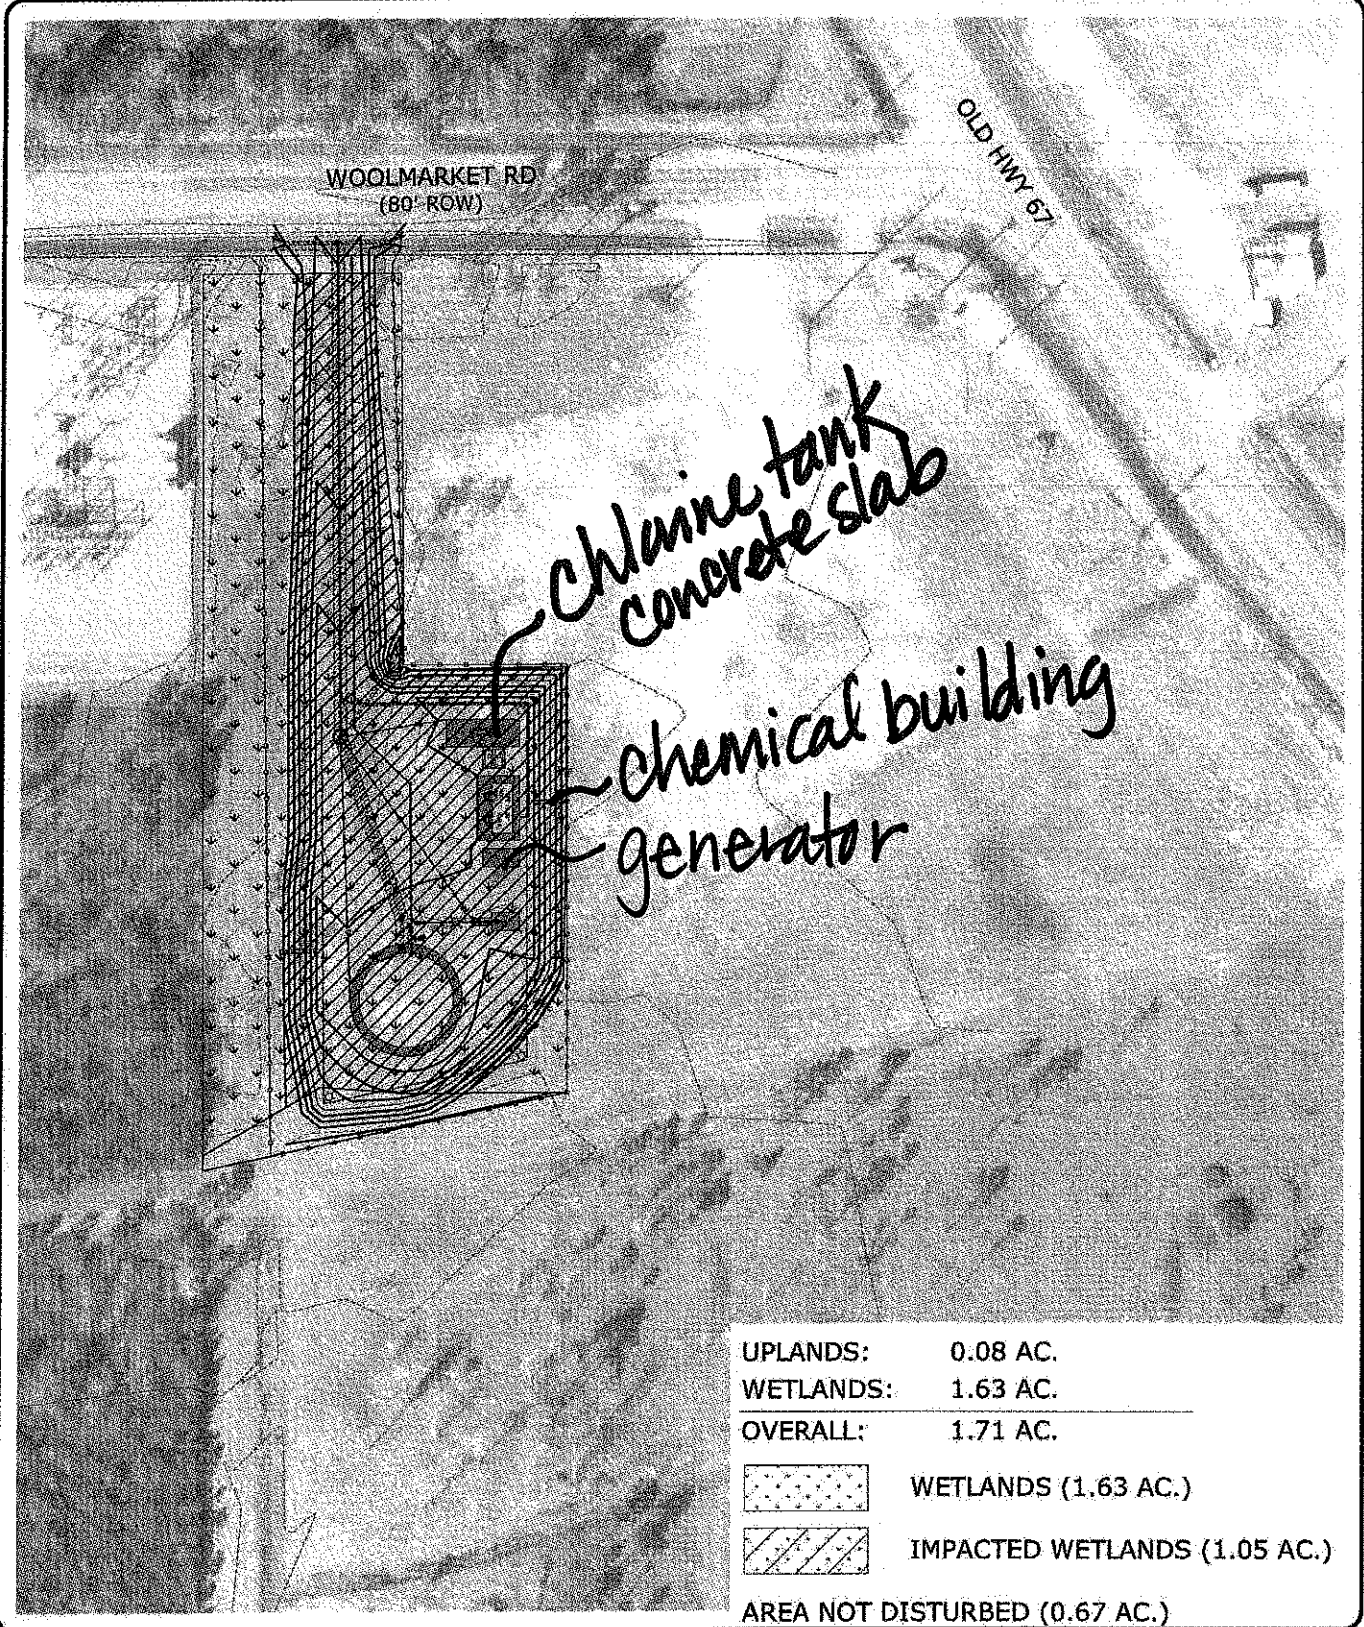 WOOLMARKET RD
(80' ROW)
OLD HWY 67
chlorine tank
concrete slab
chemical building
generator
UPLANDS: 0.08 AC.
WETLANDS: 1.63 AC.
OVERALL: 1.71 AC.
WETLANDS (1.63 AC.)
IMPACTED WETLANDS (1.05 AC.)
AREA NOT DISTURBED (0.67 AC.)